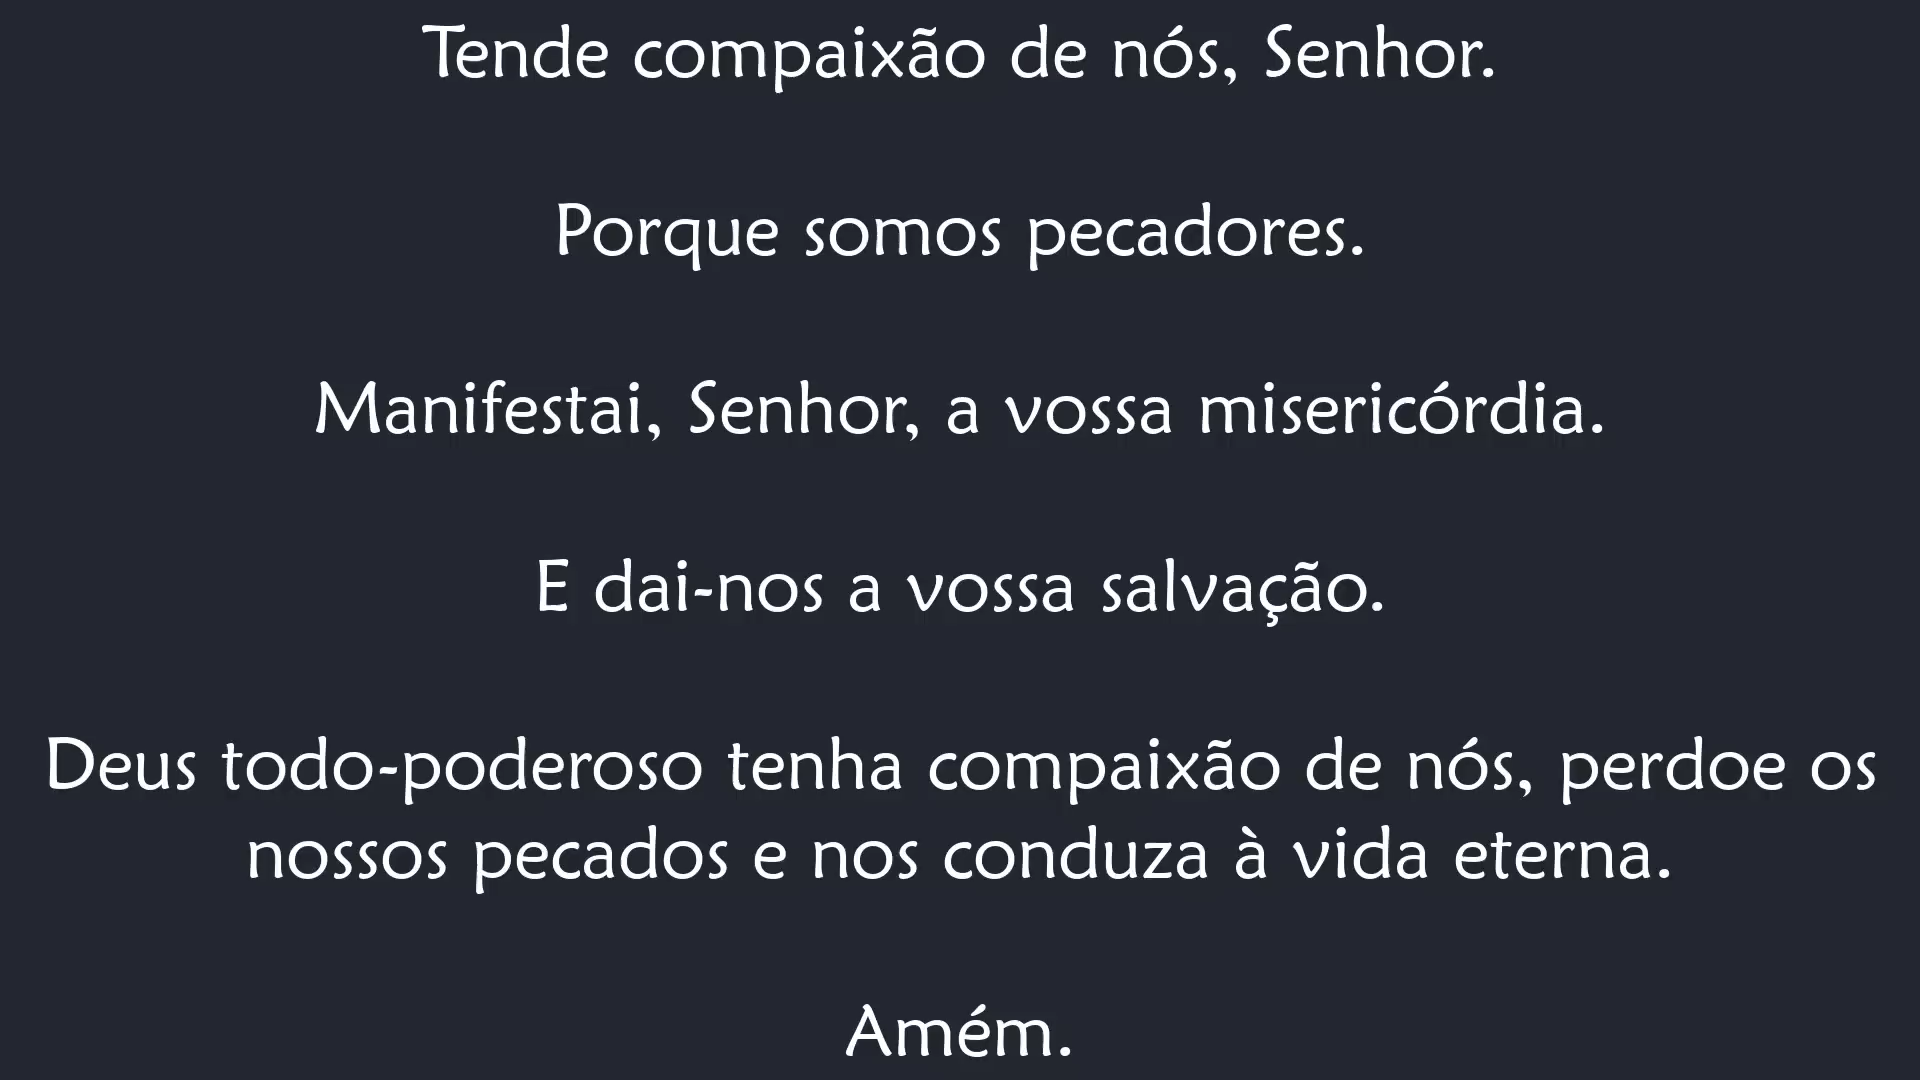 Tende compaixão de nós, Senhor.
Porque somos pecadores.
Manifestai, Senhor, a vossa misericórdia.
E dai-nos a vossa salvação.
Deus todo-poderoso tenha compaixão de nós, perdoe os
nossos pecados e nos conduza à vida eterna.
Amém.